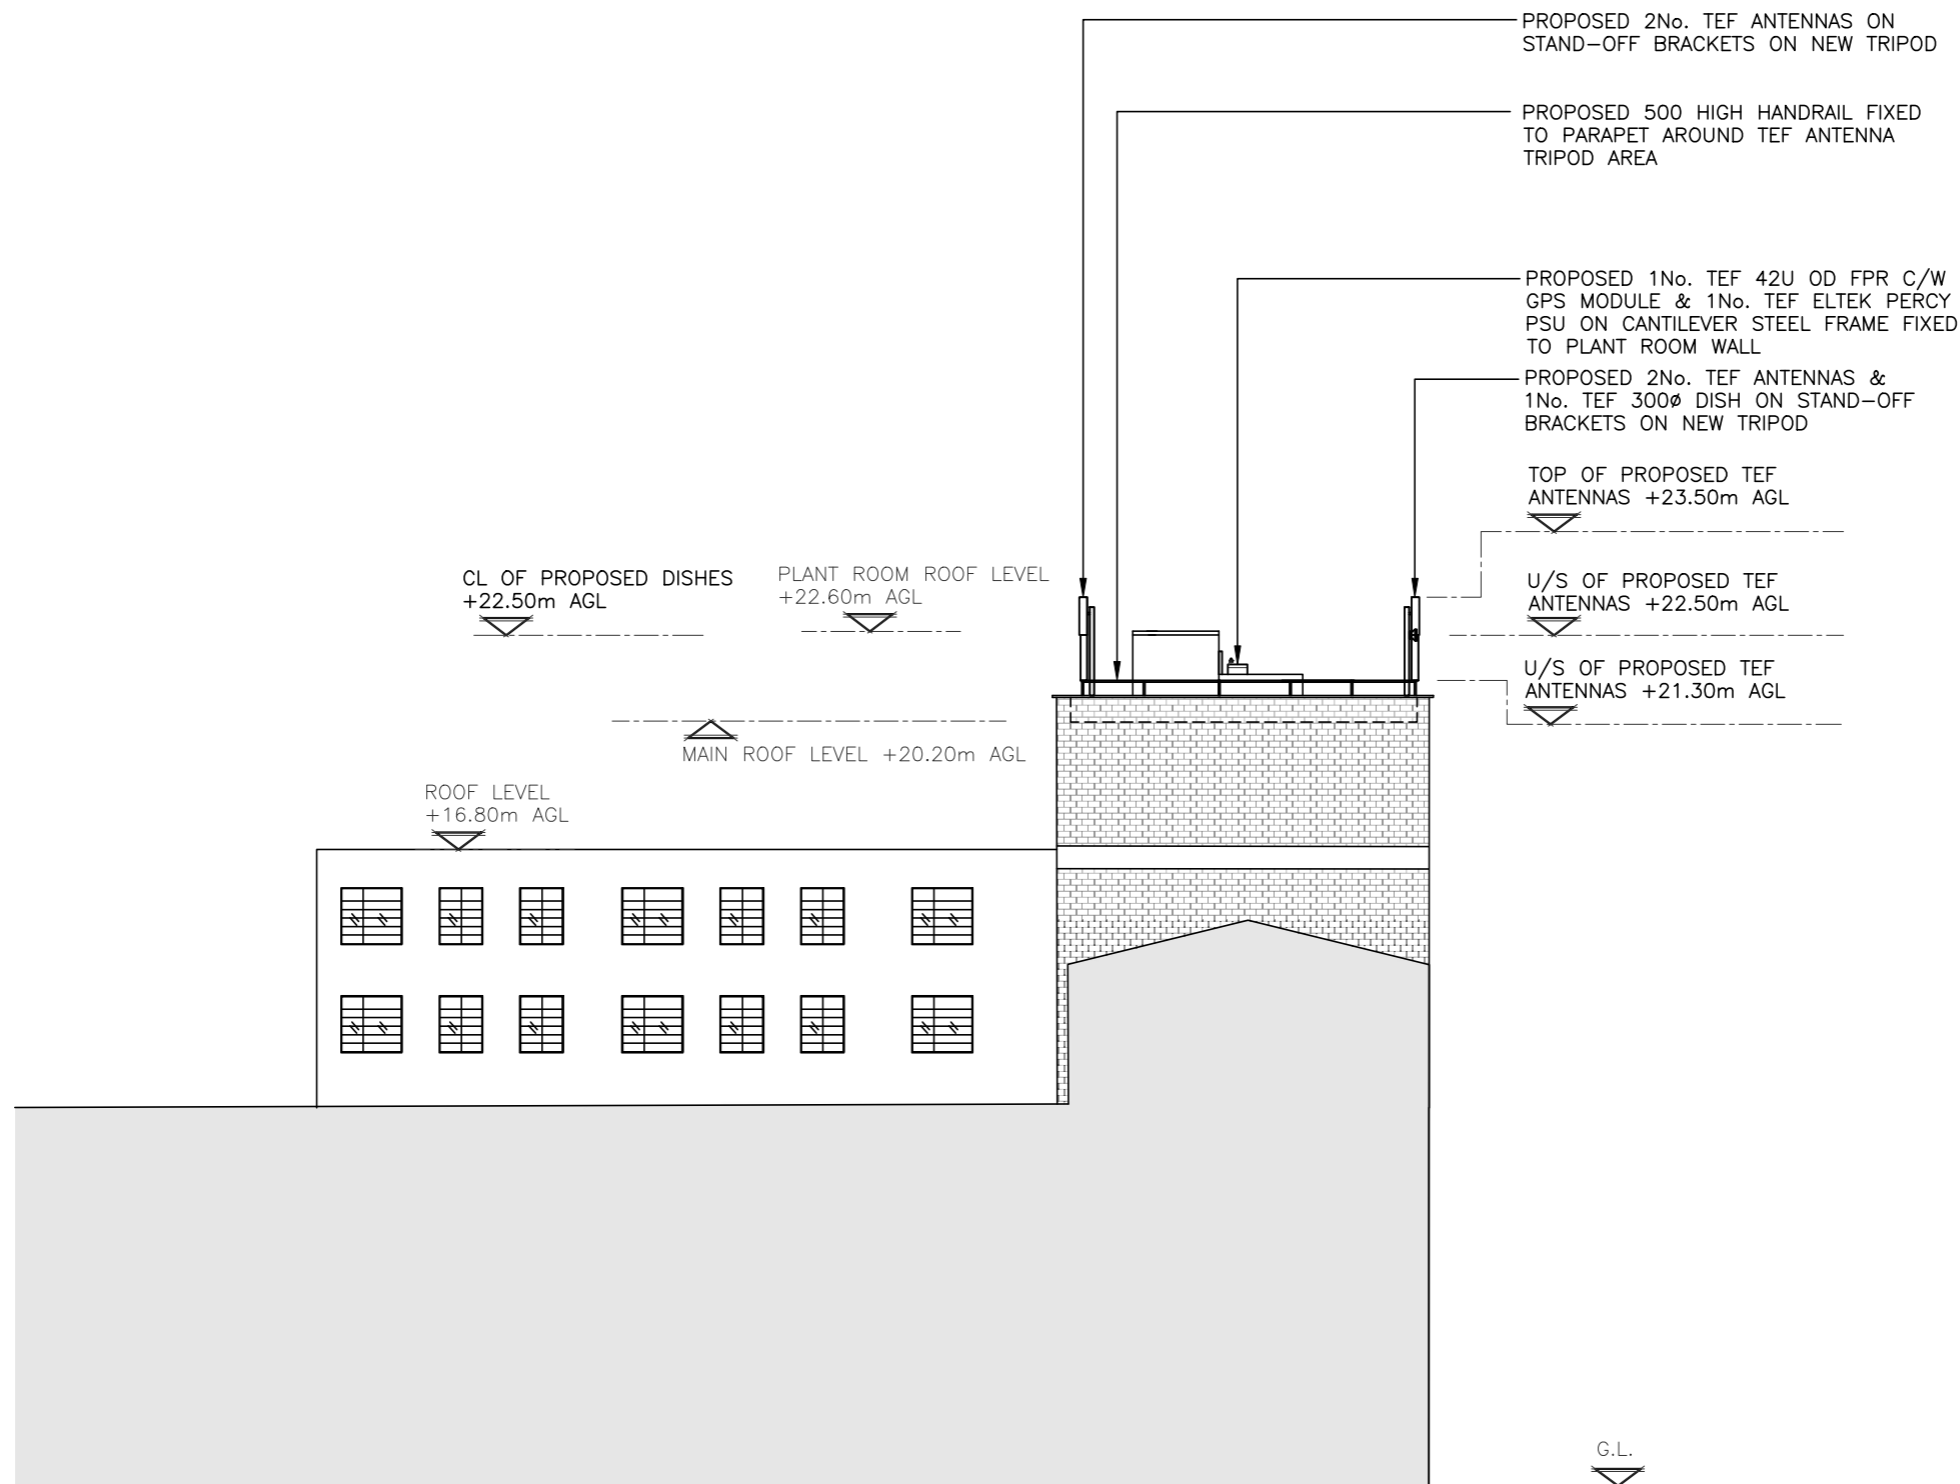 PROPOSED 2No. TEF ANTENNAS ON
STAND-OFF BRACKETS ON NEW TRIPOD
PROPOSED 500 HIGH HANDRAIL FIXED
TO PARAPET AROUND TEF ANTENNA
TRIPOD AREA
PROPOSED 1No. TEF 42U OD FPR C/W
GPS MODULE & 1No. TEF ELTEK PERCY
PSU ON CANTILEVER STEEL FRAME FIXED
TO PLANT ROOM WALL
PROPOSED 2No. TEF ANTENNAS &
1No. TEF 300ø DISH ON STAND-OFF
BRACKETS ON NEW TRIPOD
TOP OF PROPOSED TEF
ANTENNAS +23.50m AGL
CL OF PROPOSED DISHES
+22.50m AGL
PLANT ROOM ROOF LEVEL
+22.60m AGL
U/S OF PROPOSED TEF
ANTENNAS +22.50m AGL
U/S OF PROPOSED TEF
ANTENNAS +21.30m AGL
MAIN ROOF LEVEL +20.20m AGL
ROOF LEVEL
+16.80m AGL
G.L.